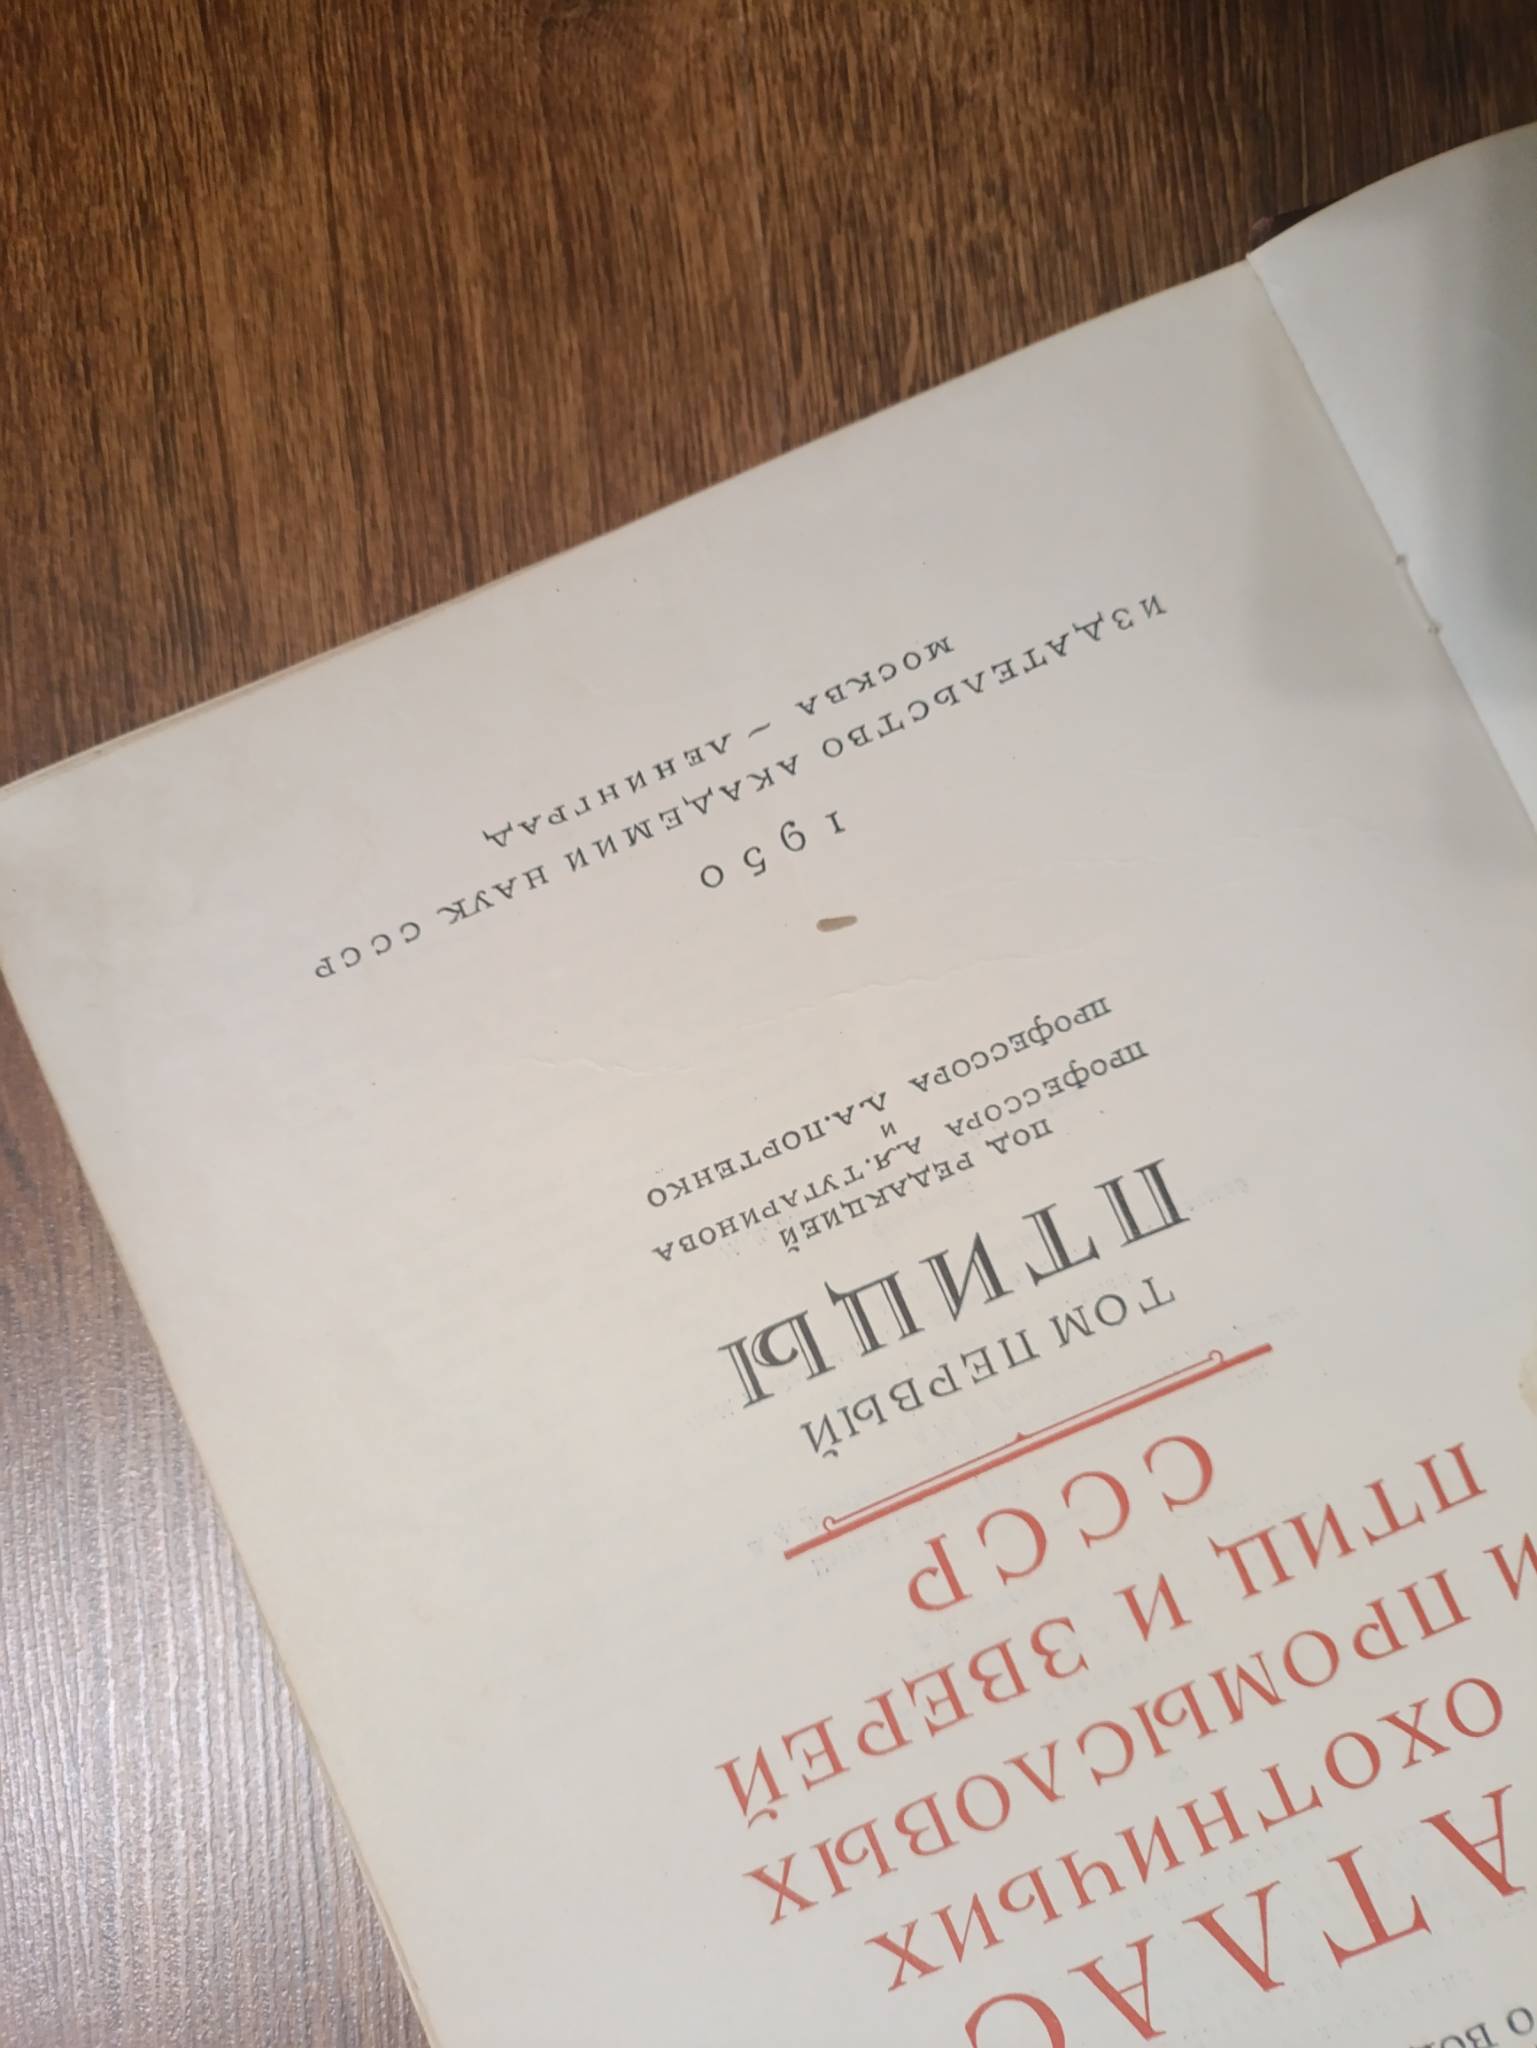 АТЛАС
ОХОТНИЧЬИХ
И ПРОМЫСЛОВЫХ
ПТИЦ И ЗВЕРЕЙ
СССР
ТОМ ПЕРВЫЙ
ПТИЦЫ
ПОД РЕДАКЦИЕЙ
ПРОФЕССОРА А.Я.ТУГАРИНОВА
И
ПРОФЕССОРА Л.А.ПОРТЕНКО
1950
ИЗДАТЕЛЬСТВО АКАДЕМИИ НАУК СССР
МОСКВА ~ ЛЕНИНГРАД